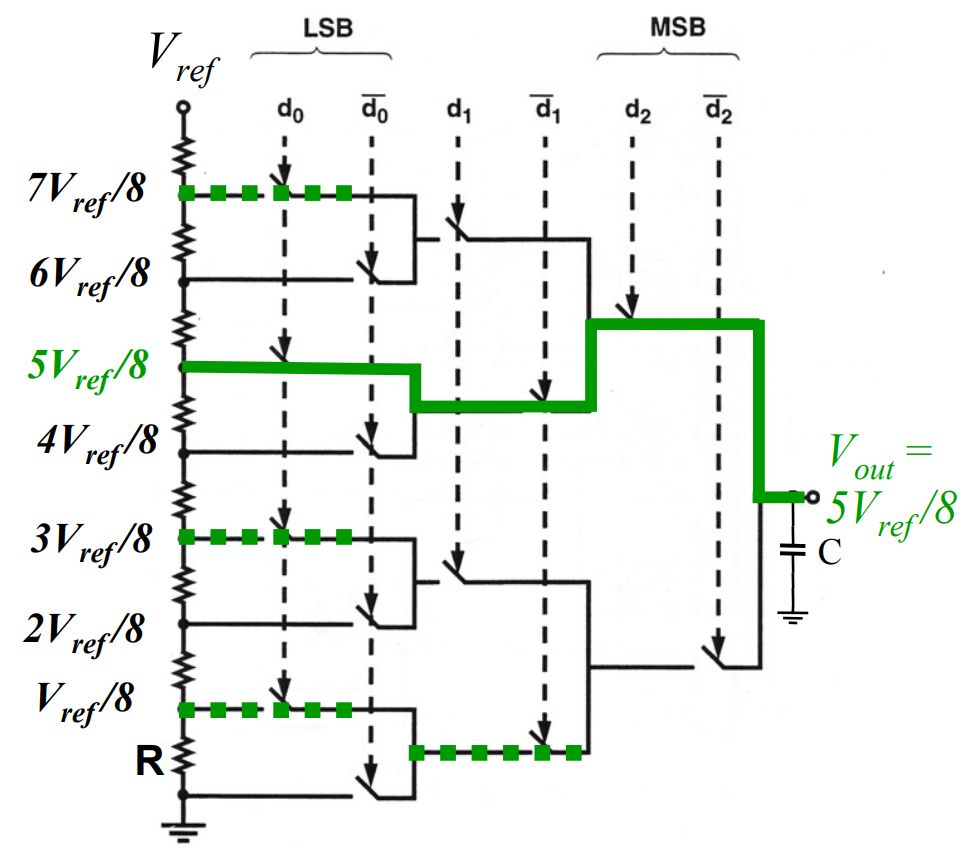 LSB
MSB
Vref
d0
d̅0
d1
d̅1
d2
d̅2
7Vref/8
6Vref/8
5Vref/8
4Vref/8
Vout =
5Vref/8
3Vref/8
C
2Vref/8
Vref/8
R